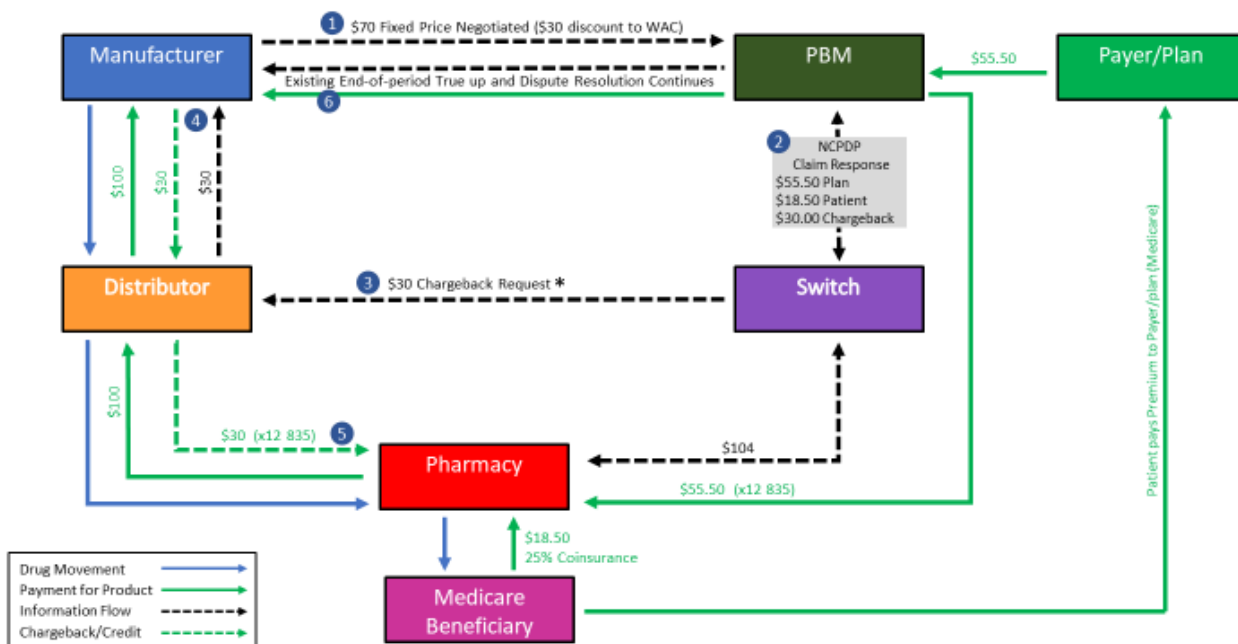 1 $70 Fixed Price Negotiated ($30 discount to WAC)
Manufacturer
PBM
Payer/Plan
$55.50
Existing End-of-period True up and Dispute Resolution Continues
6
4
$100
$30
$30
2
NCPDP
Claim Response
$55.50 Plan
$18.50 Patient
$30.00 Chargeback
Patient pays Premium to Payer/plan (Medicare)
Distributor
3 $30 Chargeback Request *
Switch
$100
$30 (x12 835) 5
Pharmacy
$104
$55.50 (x12 835)
$18.50
25% Coinsurance
Medicare
Beneficiary
Drug Movement
Payment for Product
Information Flow
Chargeback/Credit